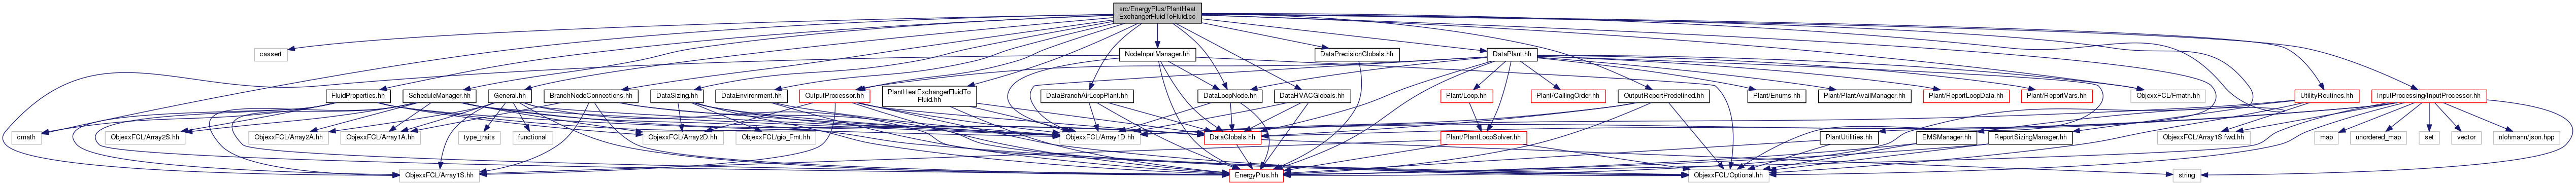 src/EnergyPlus/PlantHeat
ExchangerFluidToFluid.cc
cassert
NodeInputManager.hh
DataPrecisionGlobals.hh
DataPlant.hh
FluidProperties.hh
ScheduleManager.hh
General.hh
BranchNodeConnections.hh
DataSizing.hh
DataEnvironment.hh
OutputProcessor.hh
PlantHeatExchangerFluidTo
Fluid.hh
DataBranchAirLoopPlant.hh
DataLoopNode.hh
DataHVACGlobals.hh
Plant/Loop.hh
Plant/CallingOrder.hh
OutputReportPredefined.hh
Plant/Enums.hh
Plant/PlantAvailManager.hh
Plant/ReportLoopData.hh
Plant/ReportVars.hh
ObjexxFCL/Fmath.hh
UtilityRoutines.hh
InputProcessing/InputProcessor.hh
cmath
ObjexxFCL/Array2S.hh
ObjexxFCL/Array2A.hh
ObjexxFCL/Array1A.hh
type_traits
functional
ObjexxFCL/Array2D.hh
ObjexxFCL/gio_Fmt.hh
ObjexxFCL/Array1D.hh
DataGlobals.hh
Plant/PlantLoopSolver.hh
PlantUtilities.hh
EMSManager.hh
ReportSizingManager.hh
ObjexxFCL/Array1S.fwd.hh
map
unordered_map
set
vector
nlohmann/json.hpp
ObjexxFCL/Array1S.hh
EnergyPlus.hh
ObjexxFCL/Optional.hh
string